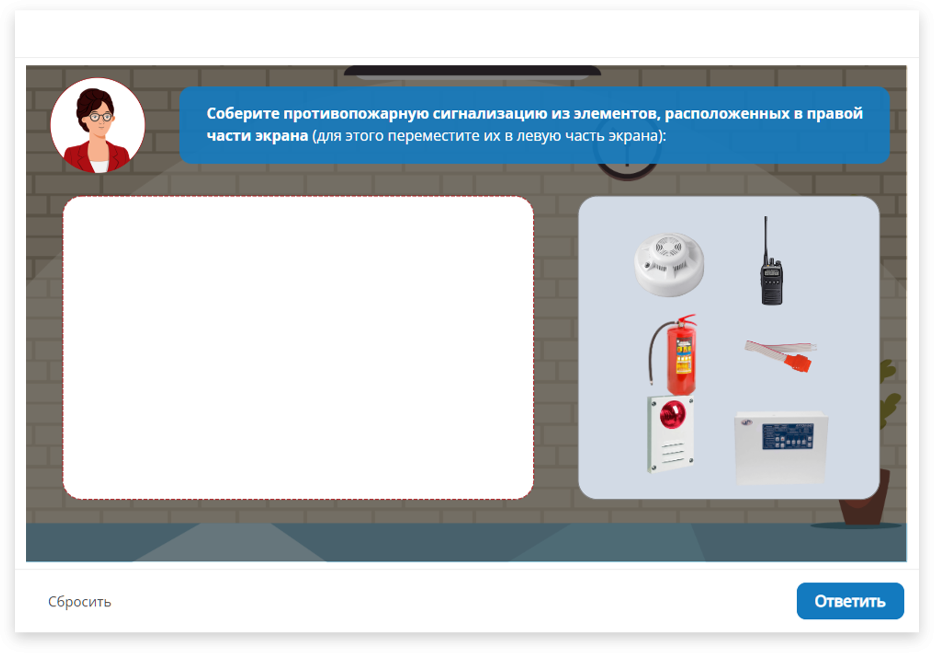 Соберите противопожарную сигнализацию из элементов, расположенных в правой
части экрана (для этого переместите их в левую часть экрана):
Сбросить
Ответить